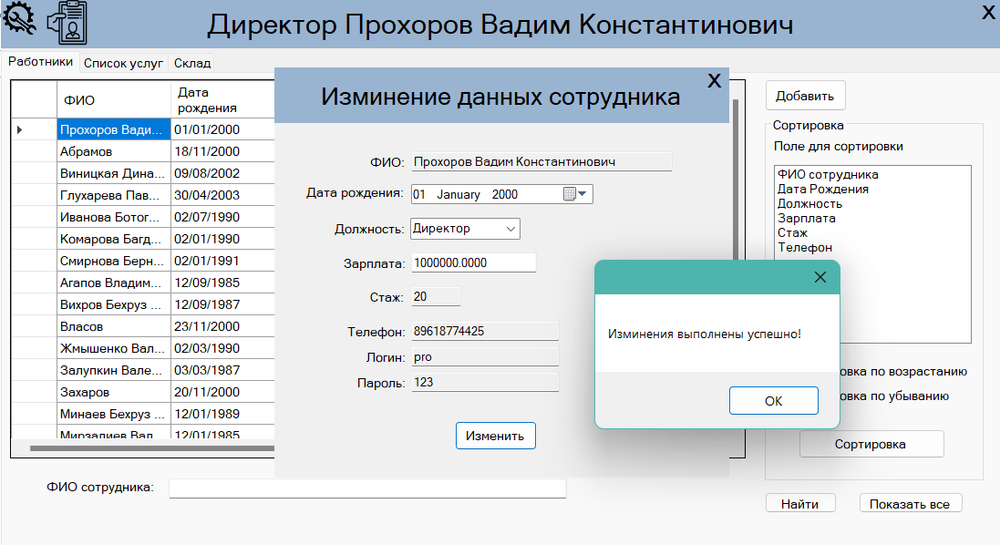 Директор Прохоров Вадим Константинович
X
Работники Список услуг Склад
ФИО Дата рождения
Прохоров Вади... 01/01/2000
Абрамов 18/11/2000
Виницкая Дина... 09/08/2002
Глухарева Пав... 30/04/2003
Иванова Ботог... 02/07/1990
Комарова Багд... 02/01/1990
Смирнова Берн... 02/01/1991
Агапов Владим... 12/09/1985
Вихров Бехруз ... 12/09/1987
Власов 23/11/2000
Жмышенко Вал... 02/03/1990
Залупкин Вале... 03/03/1987
Захаров 20/11/2000
Минаев Бехруз ... 12/01/1989
Мирзалиев Вал... 12/01/1985
ФИО сотрудника:
Изминение данных сотрудника
X
ФИО: Прохоров Вадим Константинович
Дата рождения: 01 January 2000
Должность: Директор
Зарплата: 1000000.0000
Стаж: 20
Телефон: 89618774425
Логин: pro
Пароль: 123
Изменить
Изминения выполнены успешно!
OK
Добавить
Сортировка
Поле для сортировки
ФИО сотрудника
Дата Рождения
Должность
Зарплата
Стаж
Телефон
овка по возрастанию
овка по убыванию
Сортировка
Найти Показать все